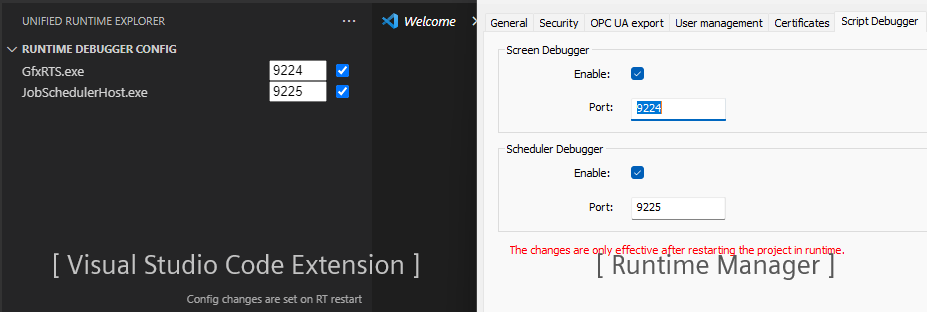 UNIFIED RUNTIME EXPLORER ...
RUNTIME DEBUGGER CONFIG
GfxRTS.exe 9224
JobSchedulerHost.exe 9225
[ Visual Studio Code Extension ]
Config changes are set on RT restart
Welcome
General Security OPC UA export User management Certificates Script Debugger
Screen Debugger
Enable:
Port: 9224
Scheduler Debugger
Enable:
Port: 9225
The changes are only effective after restarting the project in runtime.
[ Runtime Manager ]